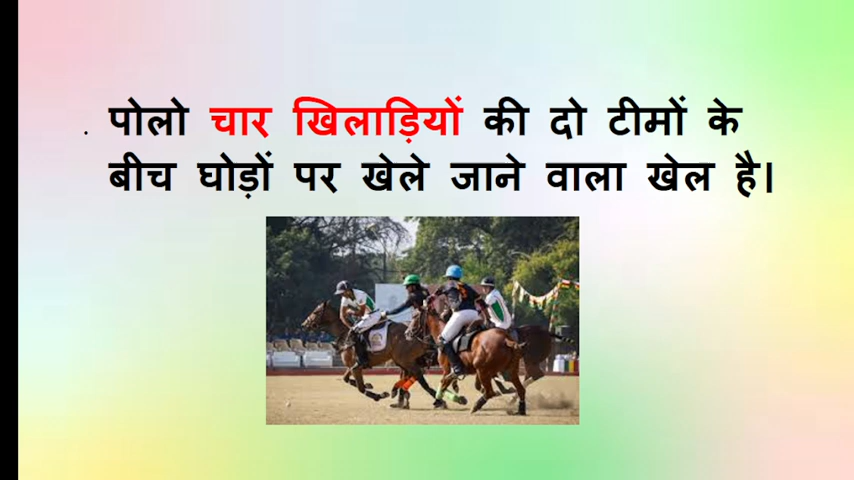 . पोलो चार खिलाड़ियों की दो टीमों के
बीच घोड़ों पर खेले जाने वाला खेल है।